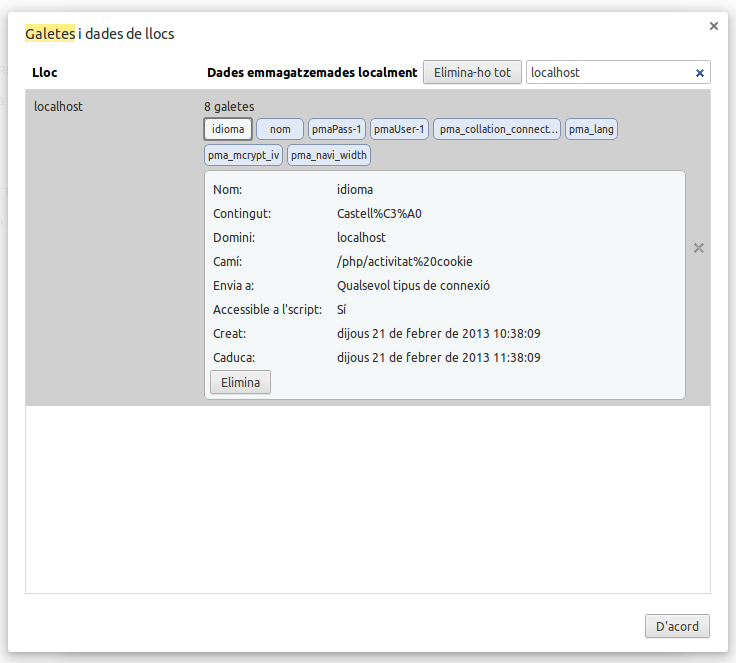 Galetes i dades de llocs
Lloc Dades emmagatzemades localment Elimina-ho tot localhost
localhost 8 galetes
idioma nom pmaPass-1 pmaUser-1 pma_collation_connect... pma_lang
pma_mcrypt_iv pma_navi_width
Nom: idioma
Contingut: Castell%C3%A0
Domini: localhost
Camí: /php/activitat%20cookie
Envia a: Qualsevol tipus de connexió
Accessible a l'script: Sí
Creat: dijous 21 de febrer de 2013 10:38:09
Caduca: dijous 21 de febrer de 2013 11:38:09
Elimina
D'acord